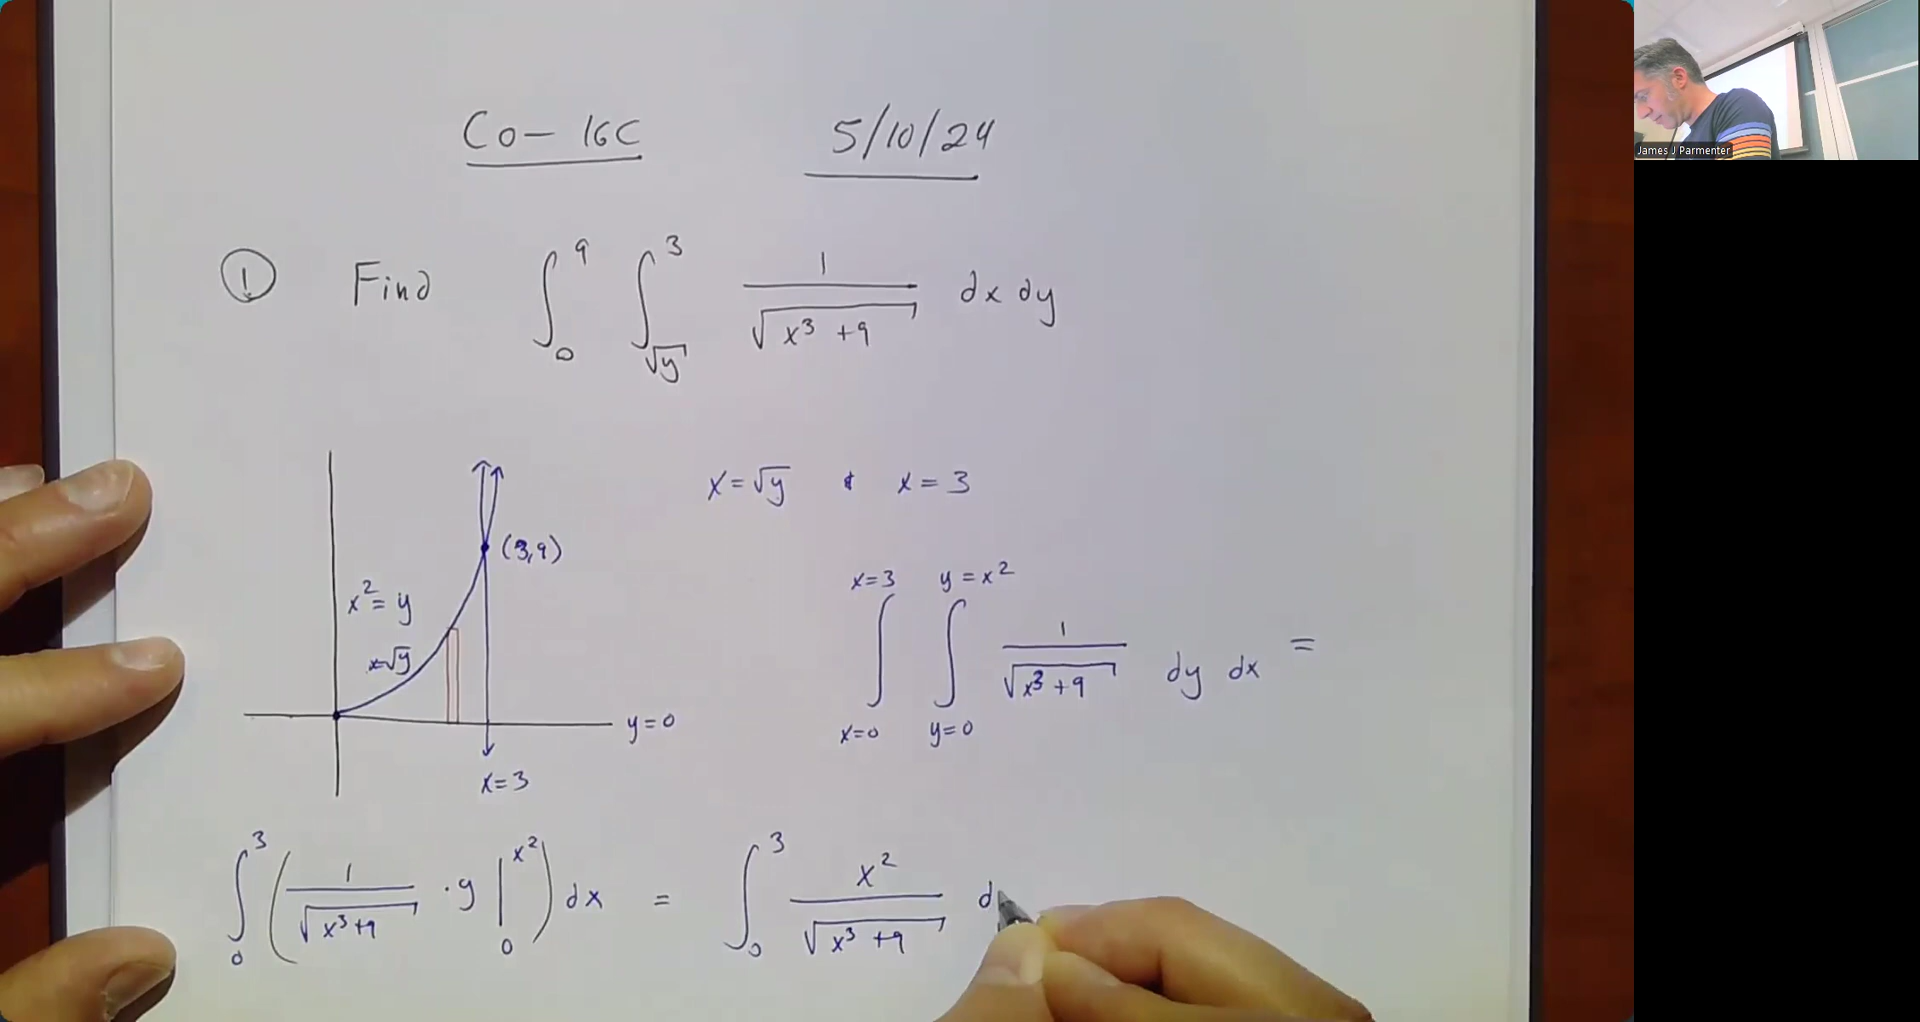 Co- 16C 5/10/24
① Find ∫₀⁹ ∫_√y³ 1/√(x³ +9) dx dy
x = √y & x = 3
(3,9)
x² = y
x=√y
y=0
x=3
∫_{x=0}^{x=3} ∫_{y=0}^{y=x²} 1/√(x³+9) dy dx =
∫₀³ ( 1/√(x³+9) · y |₀^{x²} ) dx = ∫₀³ x²/√(x³ +9) d
James J Parmenter